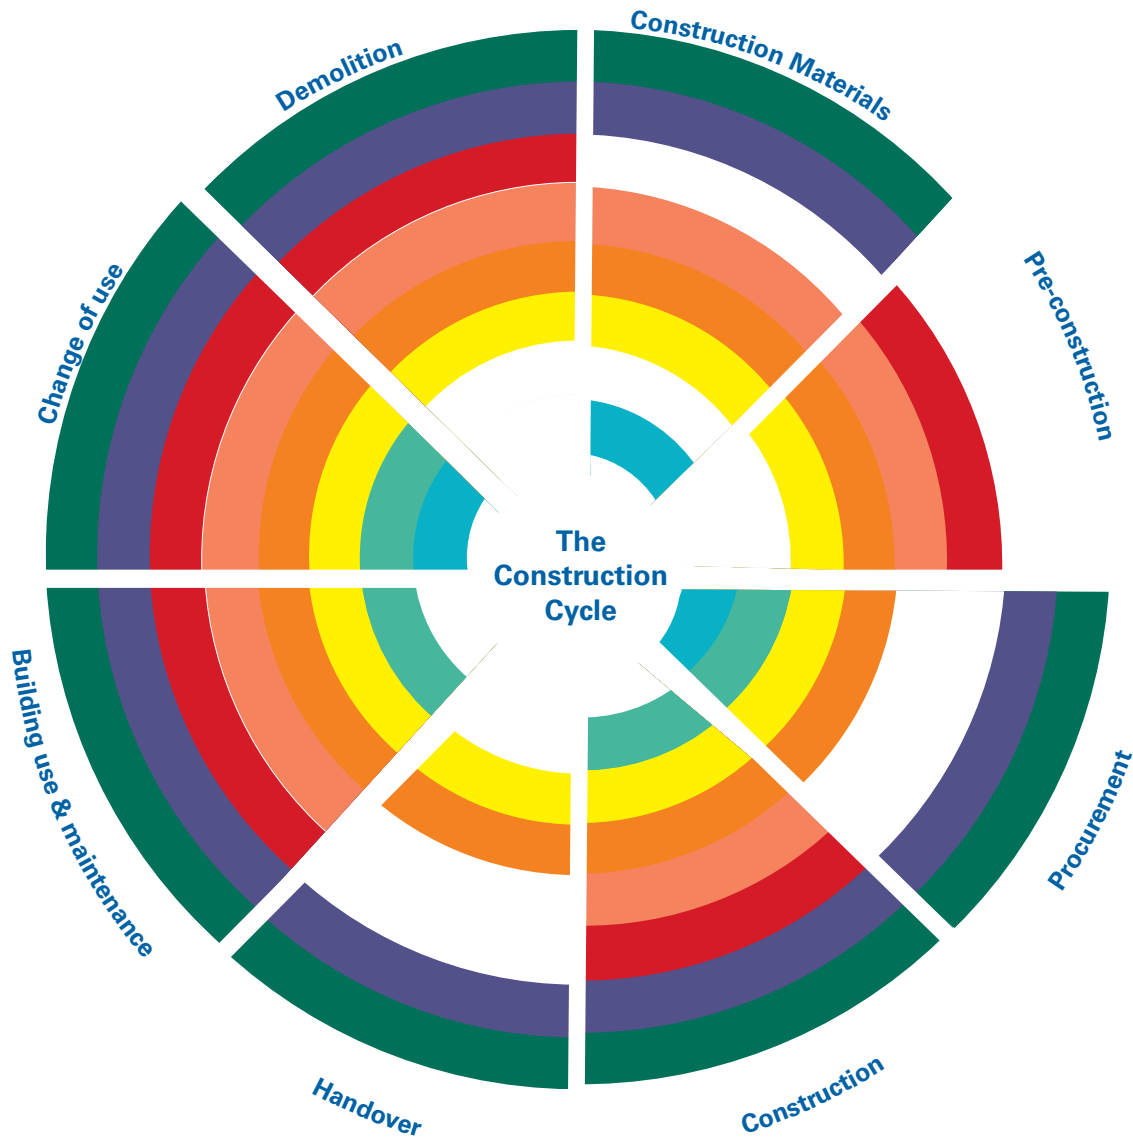 Construction Materials
Pre-construction
Procurement
Construction
Handover
Building use & maintenance
Change of use
Demolition
The
Construction
Cycle